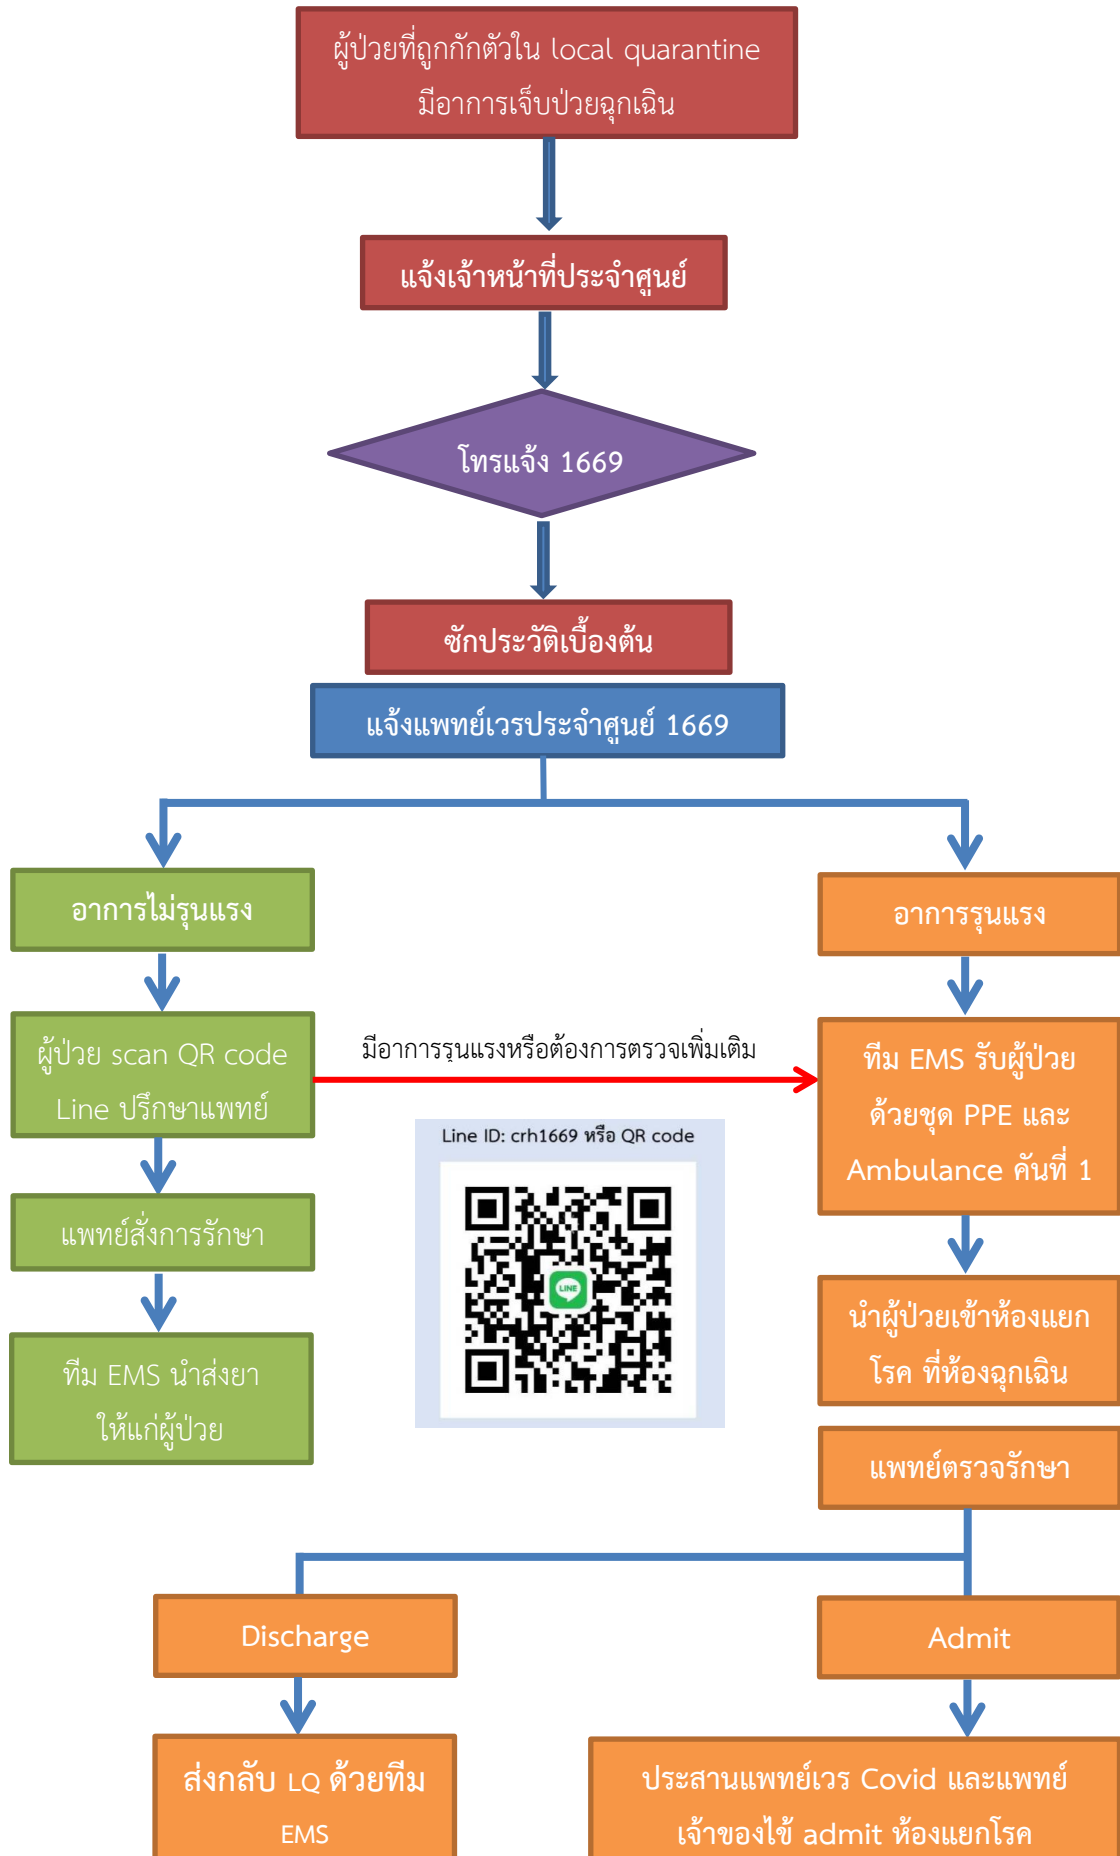 ผู้ป่วยที่ถูกกักตัวใน local quarantine
มีอาการเจ็บป่วยฉุกเฉิน
แจ้งเจ้าหน้าที่ประจำศูนย์
โทรแจ้ง 1669
ซักประวัติเบื้องต้น
แจ้งแพทย์เวรประจำศูนย์ 1669
อาการไม่รุนแรง
อาการรุนแรง
ผู้ป่วย scan QR code
Line ปรึกษาแพทย์
มีอาการรุนแรงหรือต้องการตรวจเพิ่มเติม
ทีม EMS รับผู้ป่วย
ด้วยชุด PPE และ
Ambulance คันที่ 1
Line ID: crh1669 หรือ QR code
LINE
แพทย์สั่งการรักษา
นำผู้ป่วยเข้าห้องแยก
โรค ที่ห้องฉุกเฉิน
ทีม EMS นำส่งยา
ให้แก่ผู้ป่วย
แพทย์ตรวจรักษา
Discharge
Admit
ส่งกลับ LQ ด้วยทีม
EMS
ประสานแพทย์เวร Covid และแพทย์
เจ้าของไข้ admit ห้องแยกโรค